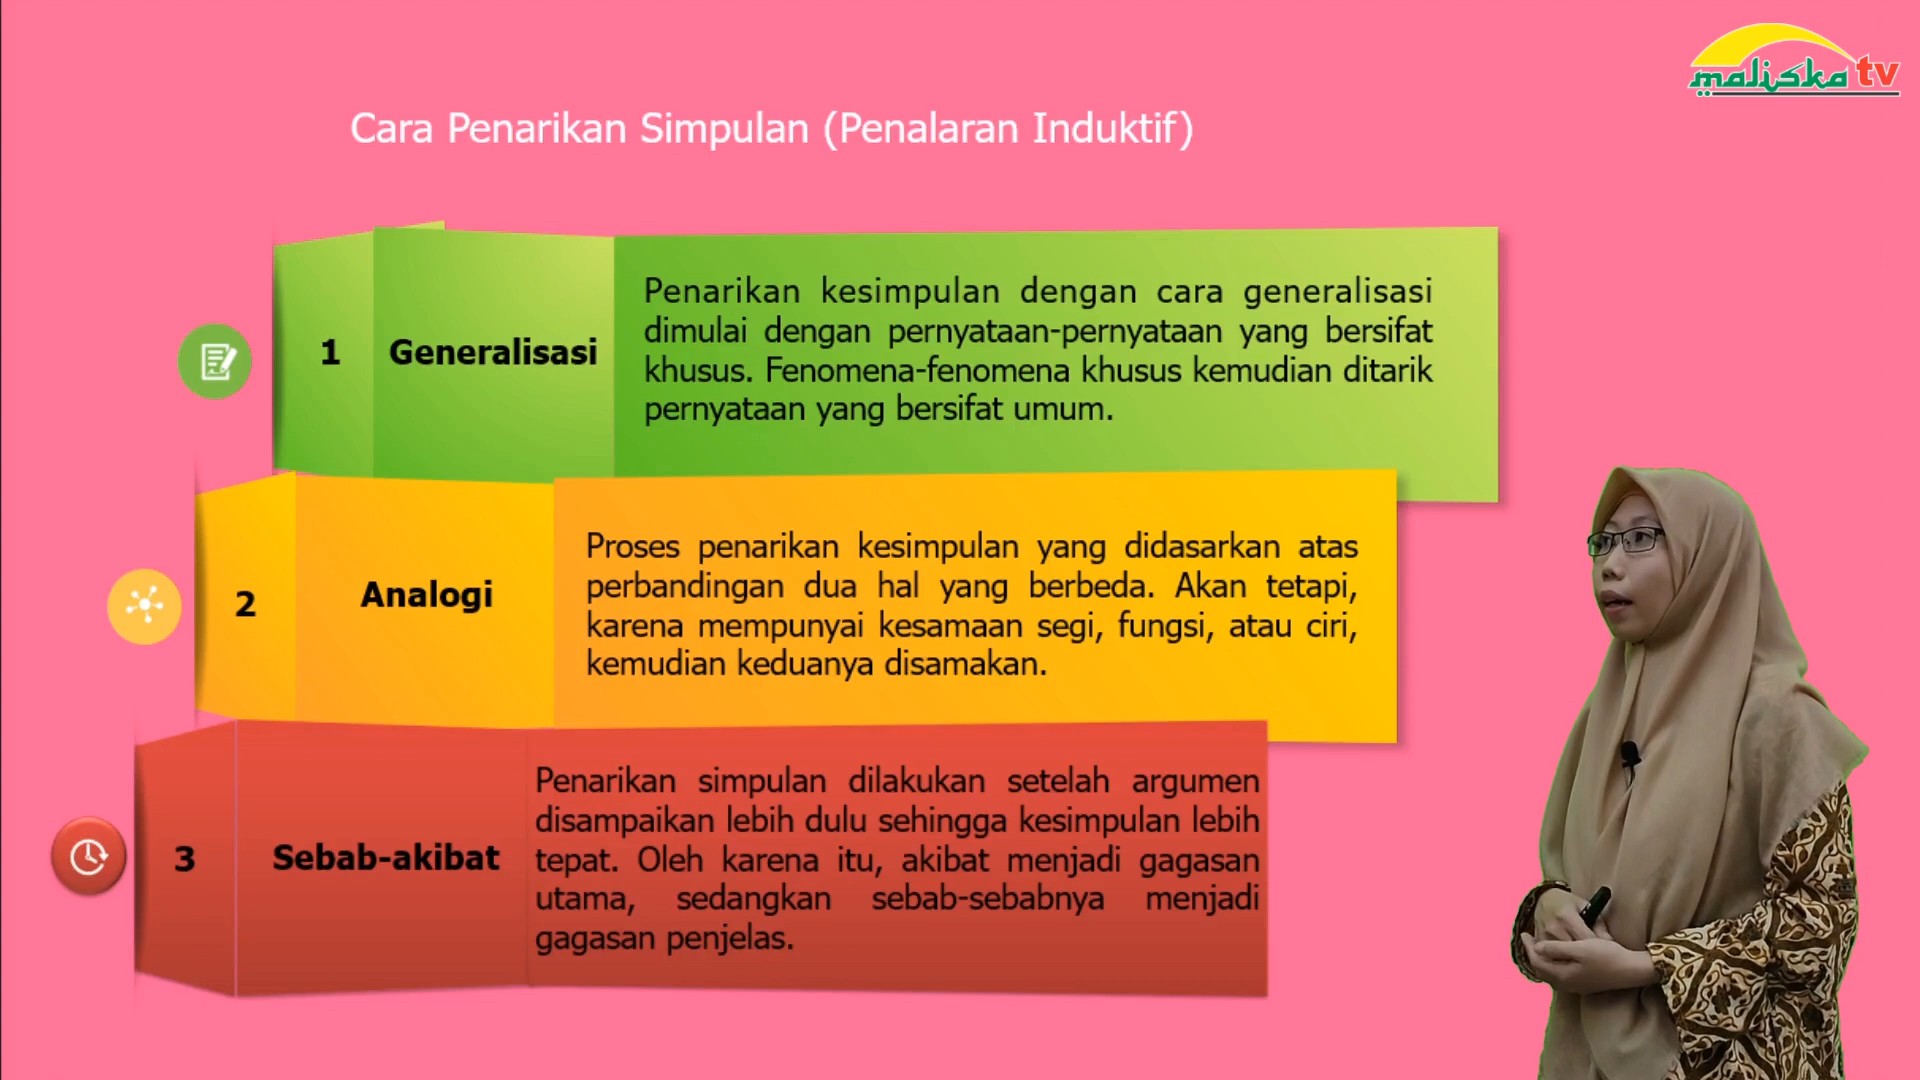 maliska tv
Cara Penarikan Simpulan (Penalaran Induktif)
1
Generalisasi
Penarikan kesimpulan dengan cara generalisasi
dimulai dengan pernyataan-pernyataan yang bersifat
khusus. Fenomena-fenomena khusus kemudian ditarik
pernyataan yang bersifat umum.
2
Analogi
Proses penarikan kesimpulan yang didasarkan atas
perbandingan dua hal yang berbeda. Akan tetapi,
karena mempunyai kesamaan segi, fungsi, atau ciri,
kemudian keduanya disamakan.
3
Sebab-akibat
Penarikan simpulan dilakukan setelah argumen
disampaikan lebih dulu sehingga kesimpulan lebih
tepat. Oleh karena itu, akibat menjadi gagasan
utama, sedangkan sebab-sebabnya menjadi
gagasan penjelas.